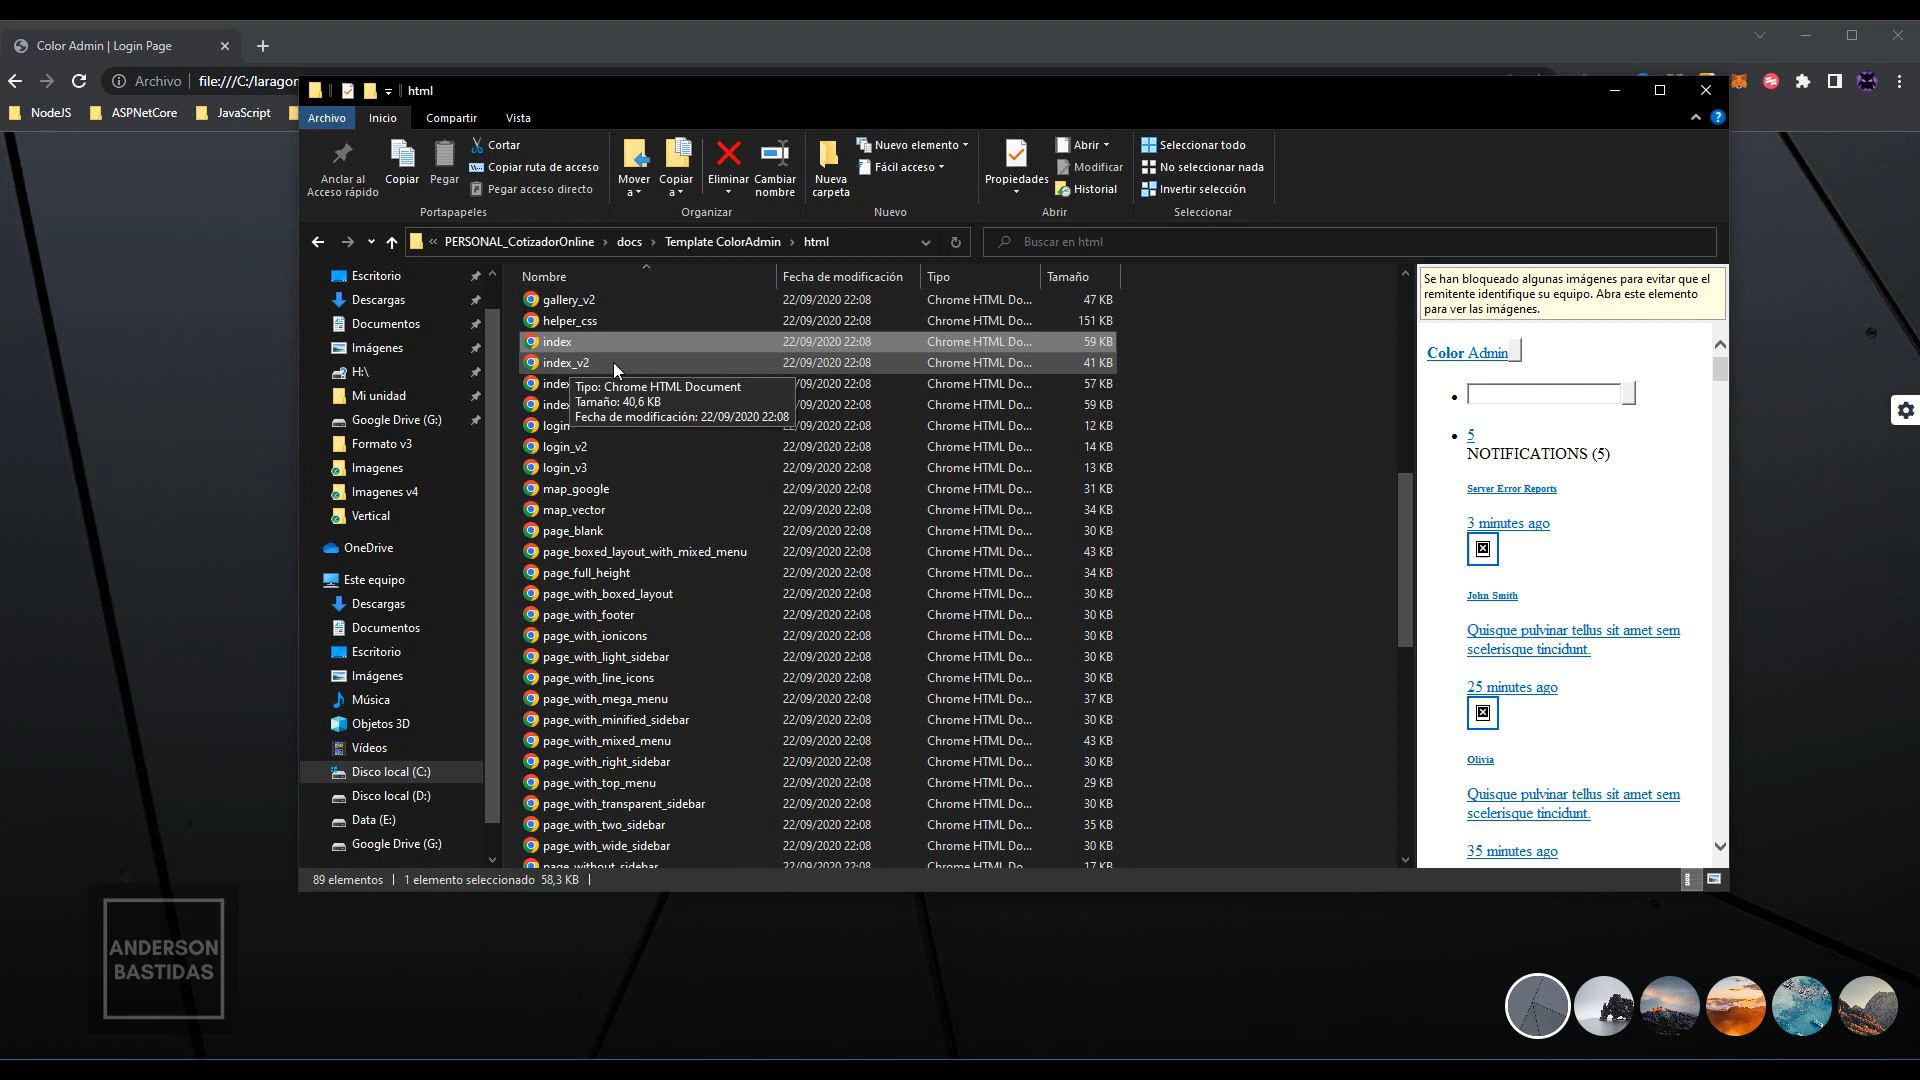 Color Admin | Login Page
Archivo
file:///C:/laragon
NodeJS
ASPNetCore
JavaScript
html
Archivo
Inicio
Compartir
Vista
Anclar al
Acceso rápido
Copiar
Pegar
Cortar
Copiar ruta de acceso
Pegar acceso directo
Portapapeles
Mover
a
Copiar
a
Eliminar
Cambiar
nombre
Organizar
Nueva
carpeta
Nuevo elemento
Fácil acceso
Nuevo
Propiedades
Abrir
Modificar
Historial
Abrir
Seleccionar todo
No seleccionar nada
Invertir selección
Seleccionar
« PERSONAL_CotizadorOnline › docs › Template ColorAdmin › html
Buscar en html
Escritorio
Descargas
Documentos
Imágenes
H:\
Mi unidad
Google Drive (G:)
Formato v3
Imagenes
Imagenes v4
Vertical
OneDrive
Este equipo
Descargas
Documentos
Escritorio
Imágenes
Música
Objetos 3D
Vídeos
Disco local (C:)
Disco local (D:)
Data (E:)
Google Drive (G:)
Nombre Fecha de modificación Tipo Tamaño
gallery_v2 22/09/2020 22:08 Chrome HTML Do... 47 KB
helper_css 22/09/2020 22:08 Chrome HTML Do... 151 KB
index 22/09/2020 22:08 Chrome HTML Do... 59 KB
index_v2 22/09/2020 22:08 Chrome HTML Do... 41 KB
index /09/2020 22:08 Chrome HTML Do... 57 KB
index /09/2020 22:08 Chrome HTML Do... 59 KB
login 22/09/2020 22:08 Chrome HTML Do... 12 KB
Tipo: Chrome HTML Document
Tamaño: 40,6 KB
Fecha de modificación: 22/09/2020 22:08
login_v2 22/09/2020 22:08 Chrome HTML Do... 14 KB
login_v3 22/09/2020 22:08 Chrome HTML Do... 13 KB
map_google 22/09/2020 22:08 Chrome HTML Do... 31 KB
map_vector 22/09/2020 22:08 Chrome HTML Do... 34 KB
page_blank 22/09/2020 22:08 Chrome HTML Do... 30 KB
page_boxed_layout_with_mixed_menu 22/09/2020 22:08 Chrome HTML Do... 43 KB
page_full_height 22/09/2020 22:08 Chrome HTML Do... 34 KB
page_with_boxed_layout 22/09/2020 22:08 Chrome HTML Do... 30 KB
page_with_footer 22/09/2020 22:08 Chrome HTML Do... 30 KB
page_with_ionicons 22/09/2020 22:08 Chrome HTML Do... 30 KB
page_with_light_sidebar 22/09/2020 22:08 Chrome HTML Do... 30 KB
page_with_line_icons 22/09/2020 22:08 Chrome HTML Do... 30 KB
page_with_mega_menu 22/09/2020 22:08 Chrome HTML Do... 37 KB
page_with_minified_sidebar 22/09/2020 22:08 Chrome HTML Do... 30 KB
page_with_mixed_menu 22/09/2020 22:08 Chrome HTML Do... 43 KB
page_with_right_sidebar 22/09/2020 22:08 Chrome HTML Do... 30 KB
page_with_top_menu 22/09/2020 22:08 Chrome HTML Do... 29 KB
page_with_transparent_sidebar 22/09/2020 22:08 Chrome HTML Do... 30 KB
page_with_two_sidebar 22/09/2020 22:08 Chrome HTML Do... 35 KB
page_with_wide_sidebar 22/09/2020 22:08 Chrome HTML Do... 30 KB
page_without_sidebar 22/09/2020 22:08 Chrome HTML Do... 17 KB
Se han bloqueado algunas imágenes para evitar que el
remitente identifique su equipo. Abra este elemento
para ver las imágenes.
Color Admin
5
NOTIFICATIONS (5)
Server Error Reports
3 minutes ago
John Smith
Quisque pulvinar tellus sit amet sem
scelerisque tincidunt.
25 minutes ago
Olivia
Quisque pulvinar tellus sit amet sem
scelerisque tincidunt.
35 minutes ago
89 elementos
1 elemento seleccionado 58,3 KB
ANDERSON
BASTIDAS